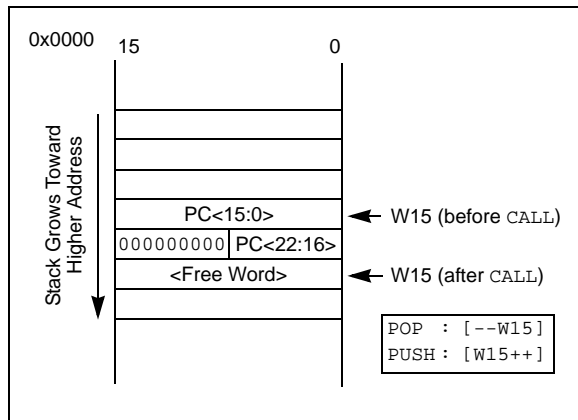 0x0000
15 0
Stack Grows Toward
Higher Address
PC<15:0>
W15 (before CALL)
000000000 PC<22:16>
<Free Word>
W15 (after CALL)
POP : [--W15]
PUSH : [W15++]